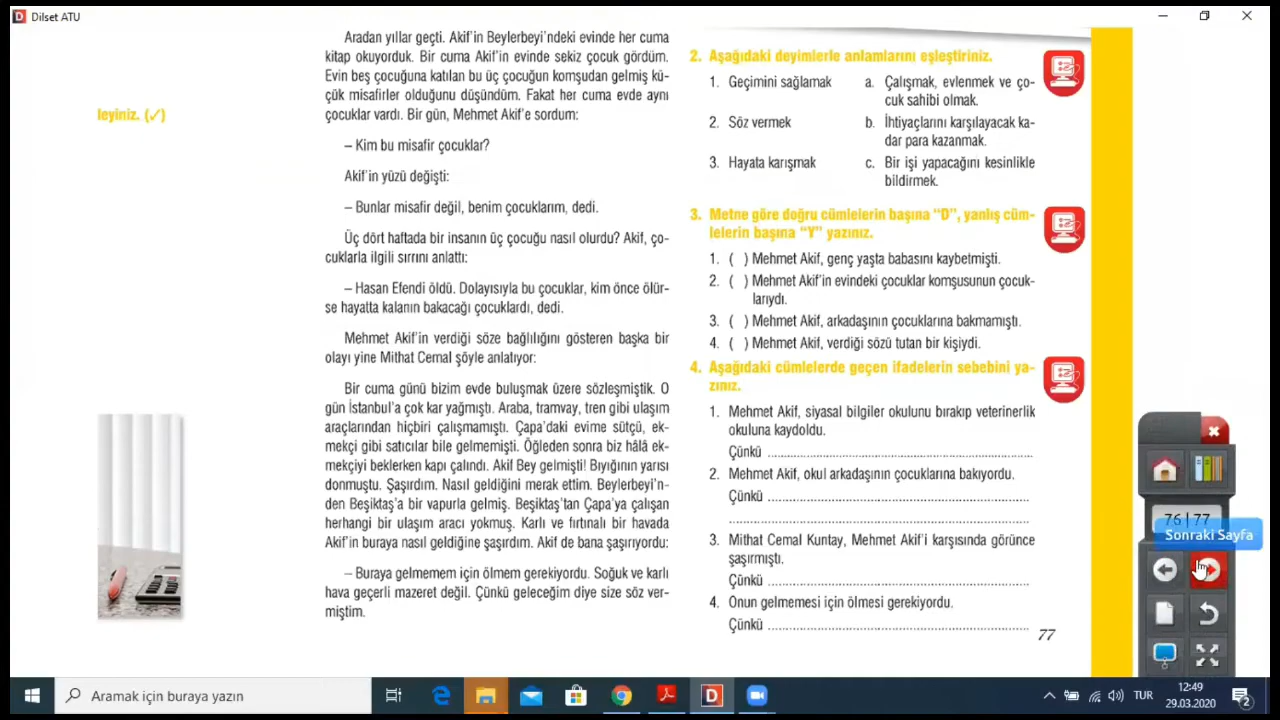 Dilset ATU
leyiniz. (✓)
Aradan yıllar geçti. Akif'in Beylerbeyi'ndeki evinde her cuma
kitap okuyorduk. Bir cuma Akif'in evinde sekiz çocuk gördüm.
Evin beş çocuğuna katılan bu üç çocuğun komşudan gelmiş kü-
çük misafirler olduğunu düşündüm. Fakat her cuma evde aynı
çocuklar vardı. Bir gün, Mehmet Akif'e sordum:
– Kim bu misafir çocuklar?
Akif'in yüzü değişti:
– Bunlar misafir değil, benim çocuklarım, dedi.
Üç dört haftada bir insanın üç çocuğu nasıl olurdu? Akif, ço-
cuklarla ilgili sırrını anlattı:
– Hasan Efendi öldü. Dolayısıyla bu çocuklar, kim önce ölür-
se hayatta kalanın bakacağı çocuklardı, dedi.
Mehmet Akif'in verdiği söze bağlılığını gösteren başka bir
olayı yine Mithat Cemal şöyle anlatıyor:
Bir cuma günü bizim evde buluşmak üzere sözleşmiştik. O
gün İstanbul'a çok kar yağmıştı. Araba, tramvay, tren gibi ulaşım
araçlarından hiçbiri çalışmamıştı. Çapa'daki evime sütçü, ek-
mekçi gibi satıcılar bile gelmemişti. Öğleden sonra biz hâlâ ek-
mekçiyi beklerken kapı çalındı. Akif Bey gelmişti! Bıyığının yarısı
donmuştu. Şaşırdım. Nasıl geldiğini merak ettim. Beylerbeyi'n-
den Beşiktaş'a bir vapurla gelmiş. Beşiktaş'tan Çapa'ya çalışan
herhangi bir ulaşım aracı yokmuş. Karlı ve fırtınalı bir havada
Akif'in buraya nasıl geldiğine şaşırdım. Akif de bana şaşırıyordu:
– Buraya gelmemem için ölmem gerekiyordu. Soğuk ve karlı
hava geçerli mazeret değil. Çünkü geleceğim diye size söz ver-
miştim.
2. Aşağıdaki deyimlerle anlamlarını eşleştiriniz.
1. Geçimini sağlamak a. Çalışmak, evlenmek ve ço-
cuk sahibi olmak.
2. Söz vermek b. İhtiyaçlarını karşılayacak ka-
dar para kazanmak.
3. Hayata karışmak c. Bir işi yapacağını kesinlikle
bildirmek.
3. Metne göre doğru cümlelerin başına “D”, yanlış cüm-
lelerin başına “Y” yazınız.
1. ( ) Mehmet Akif, genç yaşta babasını kaybetmişti.
2. ( ) Mehmet Akif'in evindeki çocuklar komşusunun çocuk-
larıydı.
3. ( ) Mehmet Akif, arkadaşının çocuklarına bakmamıştı.
4. ( ) Mehmet Akif, verdiği sözü tutan bir kişiydi.
4. Aşağıdaki cümlelerde geçen ifadelerin sebebini ya-
zınız.
1. Mehmet Akif, siyasal bilgiler okulunu bırakıp veterinerlik
okuluna kaydoldu.
Çünkü ................................................................
2. Mehmet Akif, okul arkadaşının çocuklarına bakıyordu.
Çünkü ................................................................
................................................................
3. Mithat Cemal Kuntay, Mehmet Akif'i karşısında görünce
şaşırmıştı.
Çünkü ................................................................
4. Onun gelmemesi için ölmesi gerekiyordu.
Çünkü ................................................................
77
76 | 77
Sonraki Sayfa
Aramak için buraya yazın
TUR
12:49
29.03.2020
2